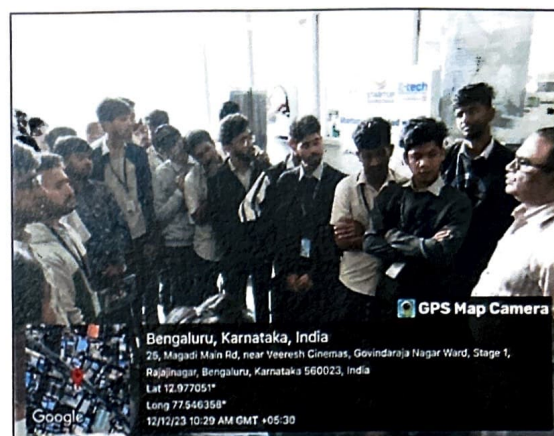 GPS Map Camera
Bengaluru, Karnataka, India
25, Magadi Main Rd, near Veeresh Cinemas, Govindaraja Nagar Ward, Stage 1,
Rajajinagar, Bengaluru, Karnataka 560023, India
Lat 12.977051°
Long 77.546358°
12/12/23 10:29 AM GMT +05:30
Google